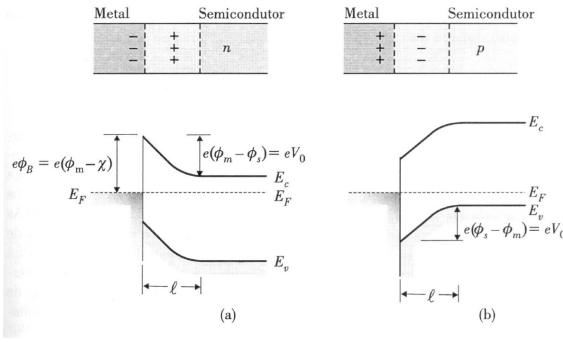 Metal Semicondutor
− + n
− +
− +
eϕ_B = e(ϕ_m − χ)
e(ϕ_m − ϕ_s) = eV_0
E_c
E_F E_F
E_v
ℓ
(a)
Metal Semicondutor
+ − p
+ −
+ −
E_c
E_F
E_v
e(ϕ_s − ϕ_m) = eV_0
ℓ
(b)